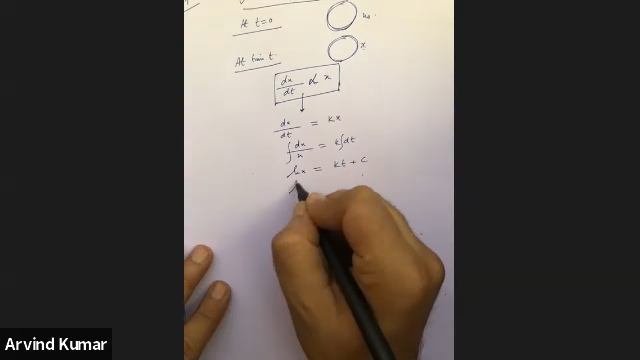 At t=0
x₀
At time t
x
dx/dt ∝ x
dx/dt = kx
∫dx/x = k∫dt
ln x = kt + c
Arvind Kumar